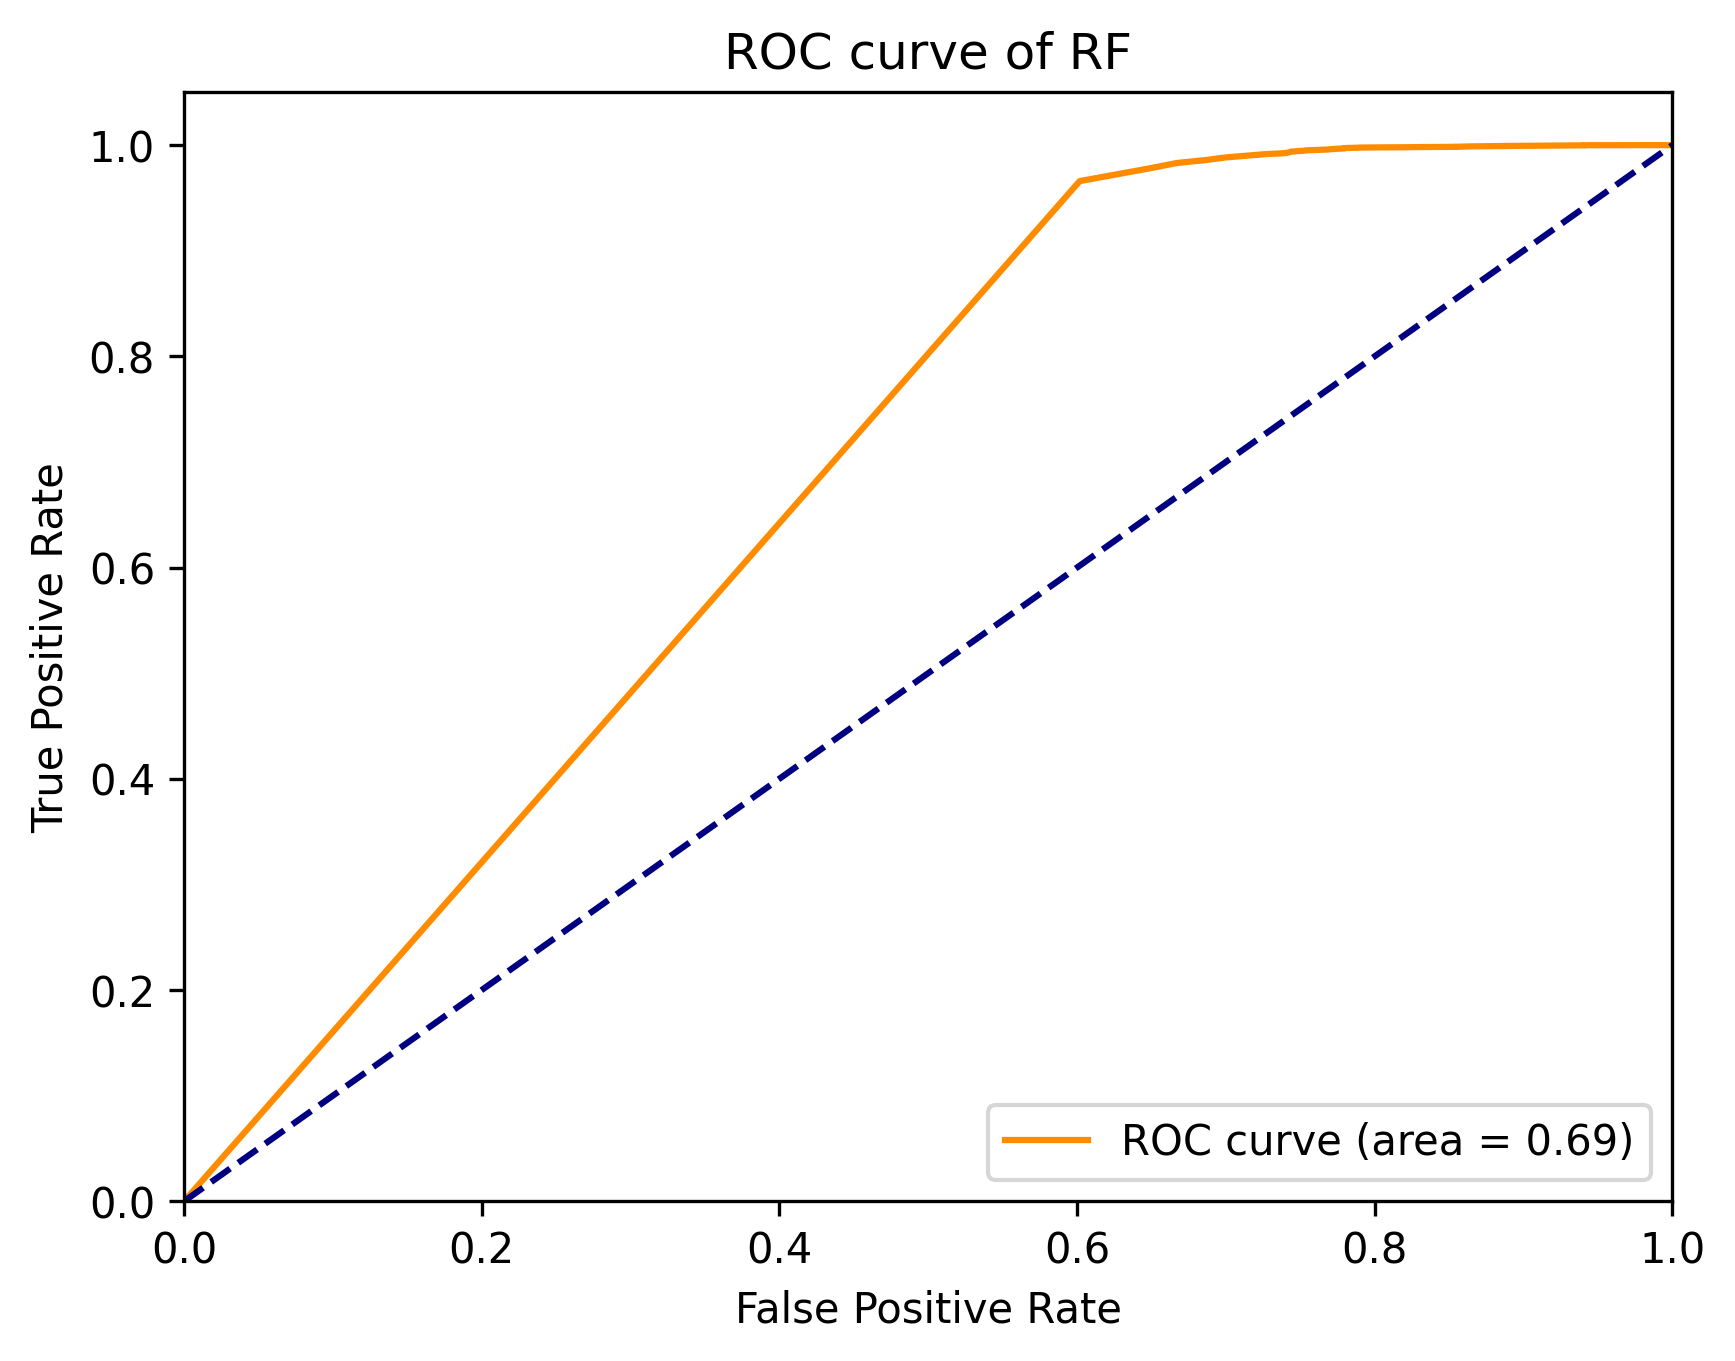 ROC curve of RF
1.0
0.8
0.6
0.4
0.2
0.0
True Positive Rate
ROC curve (area = 0.69)
0.0 0.2 0.4 0.6 0.8 1.0
False Positive Rate